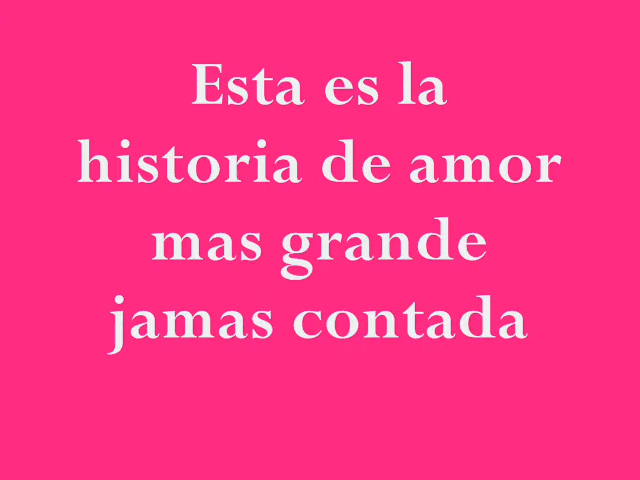 Esta es la
historia de amor
mas grande
jamas contada